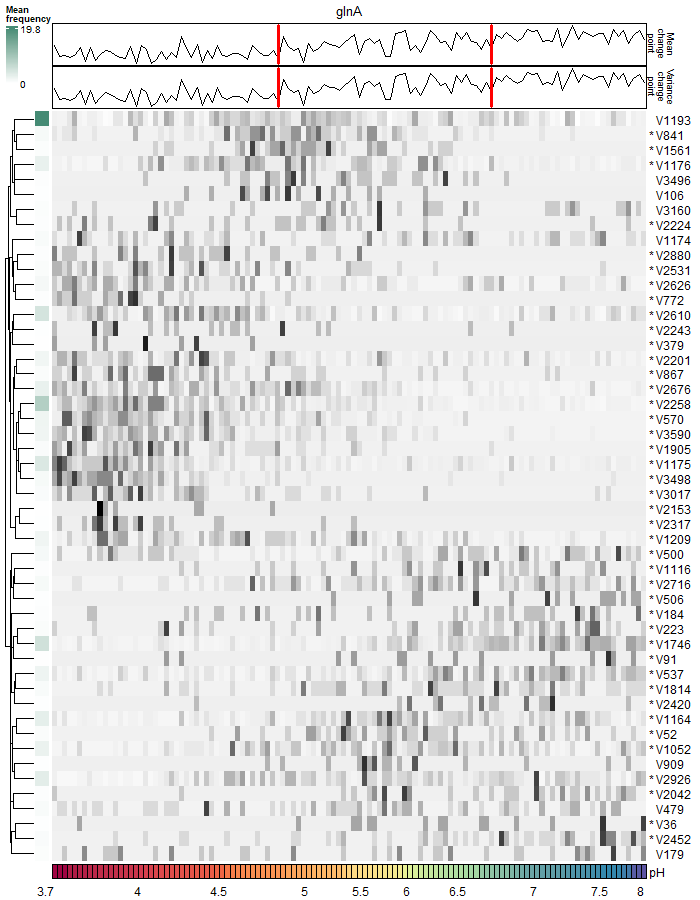 Mean
frequency
glnA
19.8
0
Mean
change
point
Variance
change
point
V1193
* V841
* V1561
* V1176
V3496
V106
V3160
* V2224
V1174
* V2880
* V2531
* V2626
* V772
* V2610
* V2243
* V379
* V2201
* V867
* V2676
* V2258
* V570
* V3590
* V1905
* V1175
* V3498
* V3017
* V2153
* V2317
* V1209
* V500
* V1116
* V2716
* V506
* V184
* V223
* V1746
* V91
* V537
* V1814
* V2420
* V1164
* V52
* V1052
V909
* V2926
* V2042
V479
* V36
* V2452
V179
pH
3.7 4 4.5 5 5.5 6 6.5 7 7.5 8